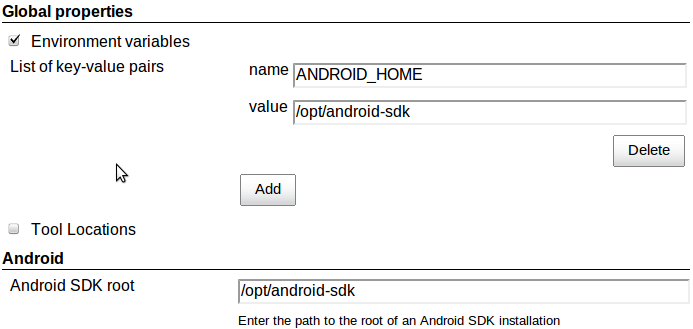 Global properties
Environment variables
List of key-value pairs
name ANDROID_HOME
value /opt/android-sdk
Delete
Add
Tool Locations
Android
Android SDK root /opt/android-sdk
Enter the path to the root of an Android SDK installation